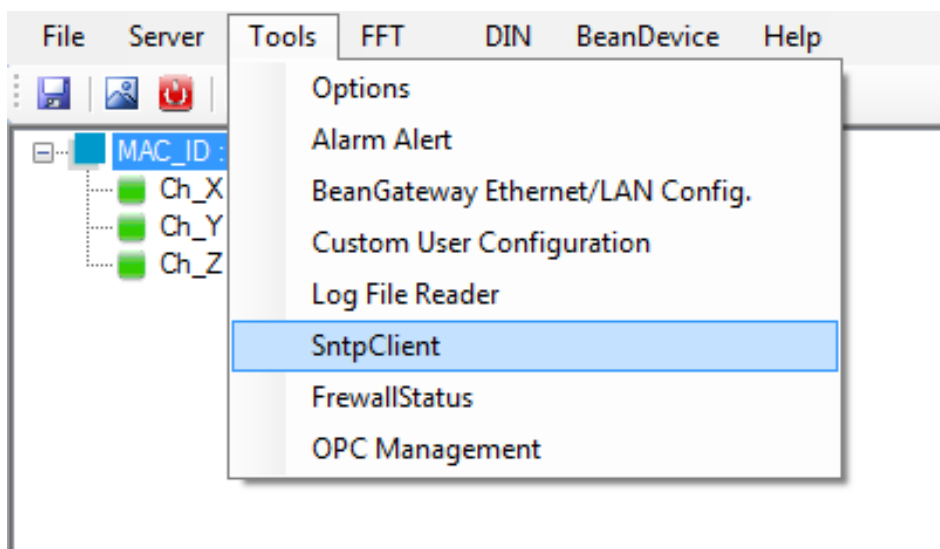 File Server Tools FFT DIN BeanDevice Help
Options
Alarm Alert
BeanGateway Ethernet/LAN Config.
Custom User Configuration
Log File Reader
SntpClient
FrewallStatus
OPC Management
MAC_ID :
Ch_X
Ch_Y
Ch_Z